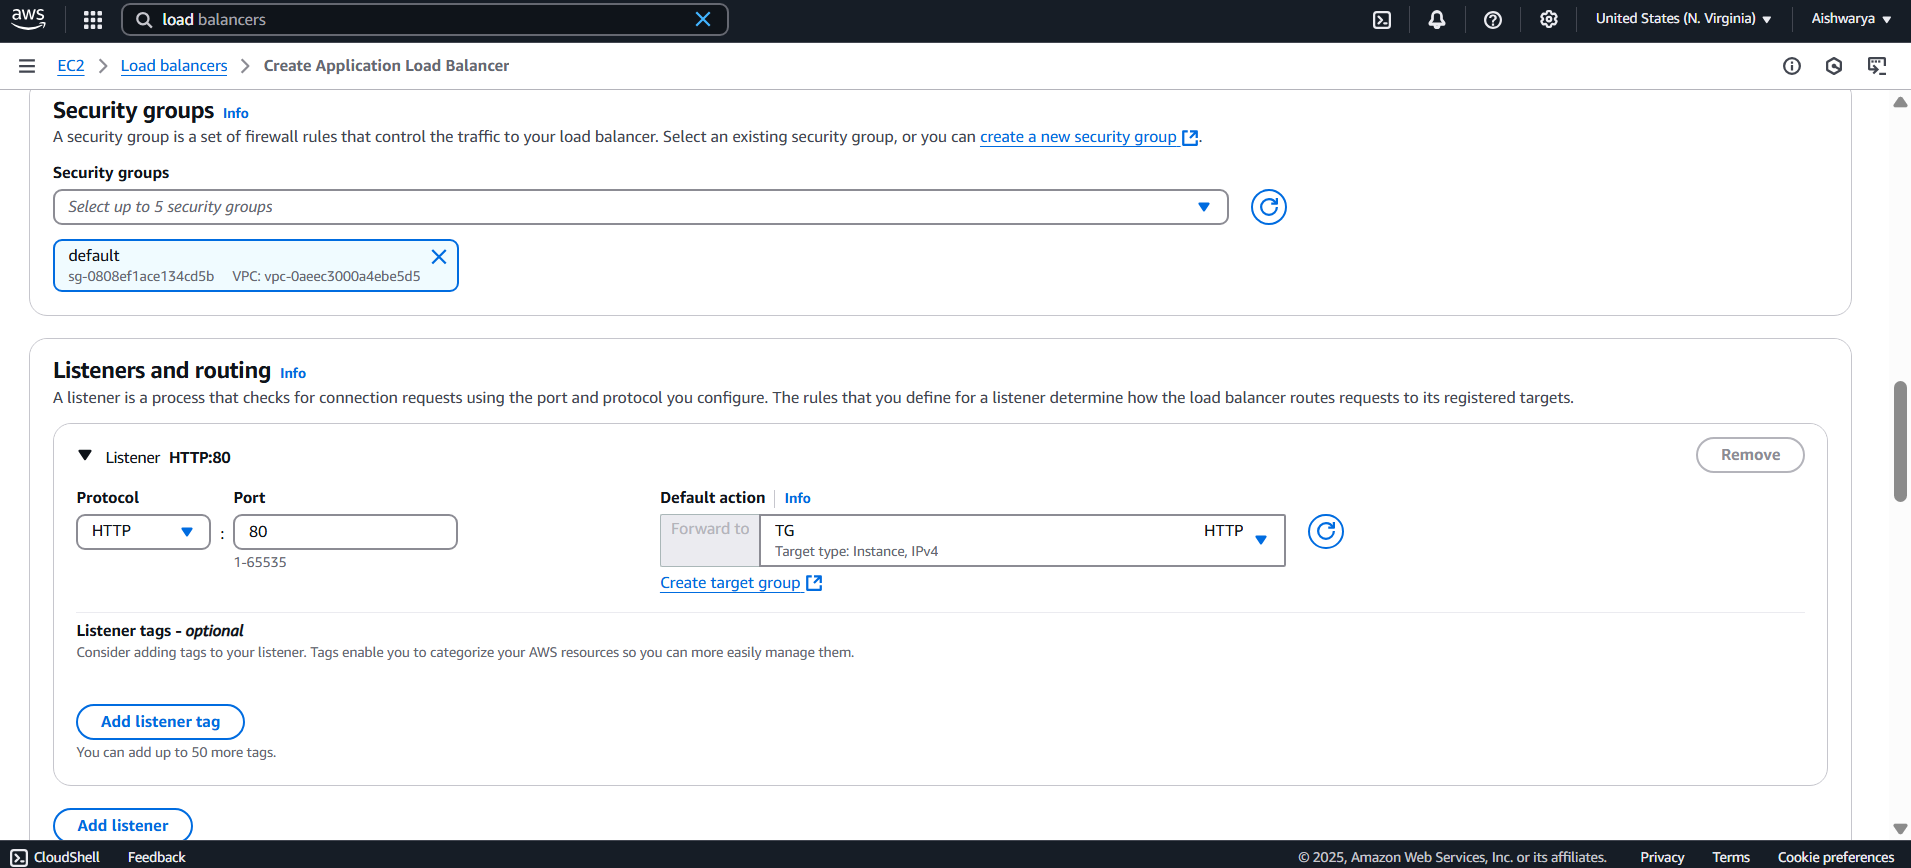 aws
load balancers
United States (N. Virginia)
Aishwarya
EC2
Load balancers
Create Application Load Balancer
Security groups Info
A security group is a set of firewall rules that control the traffic to your load balancer. Select an existing security group, or you can create a new security group.
Security groups
Select up to 5 security groups
default
sg-0808ef1ace134cd5b VPC: vpc-0aeec3000a4ebe5d5
Listeners and routing Info
A listener is a process that checks for connection requests using the port and protocol you configure. The rules that you define for a listener determine how the load balancer routes requests to its registered targets.
Listener HTTP:80
Remove
Protocol
Port
Default action
Info
HTTP
:
80
Forward to
TG
HTTP
Target type: Instance, IPv4
1-65535
Create target group
Listener tags - optional
Consider adding tags to your listener. Tags enable you to categorize your AWS resources so you can more easily manage them.
Add listener tag
You can add up to 50 more tags.
Add listener
CloudShell
Feedback
© 2025, Amazon Web Services, Inc. or its affiliates.
Privacy
Terms
Cookie preferences